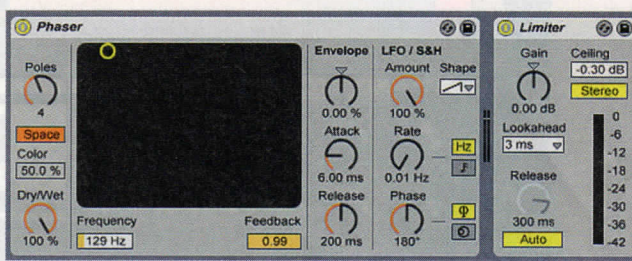 Phaser
Poles
4
Space
Color
50.0 %
Dry/Wet
100 %
Frequency
129 Hz
Feedback
0.99
Envelope
0.00 %
Attack
6.00 ms
Release
200 ms
LFO / S&H
Amount
Shape
100 %
Rate
Hz
0.01 Hz
Phase
180°
Limiter
Gain
0.00 dB
Ceiling
-0.30 dB
Stereo
Lookahead
3 ms
Release
300 ms
Auto
0
-6
-12
-18
-24
-30
-36
-42